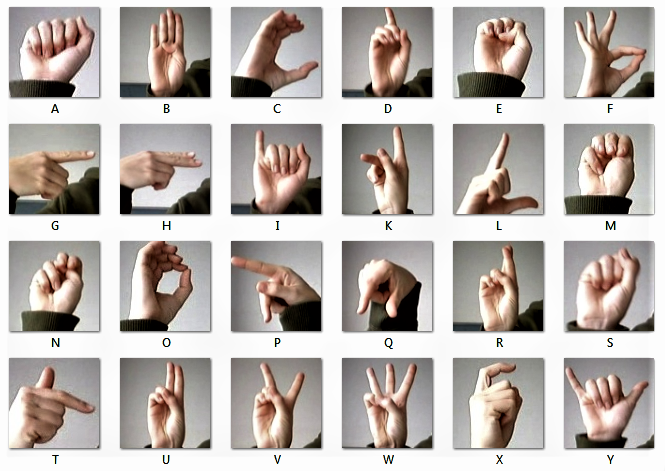 A B C D E F
G H I K L M
N O P Q R S
T U V W X Y